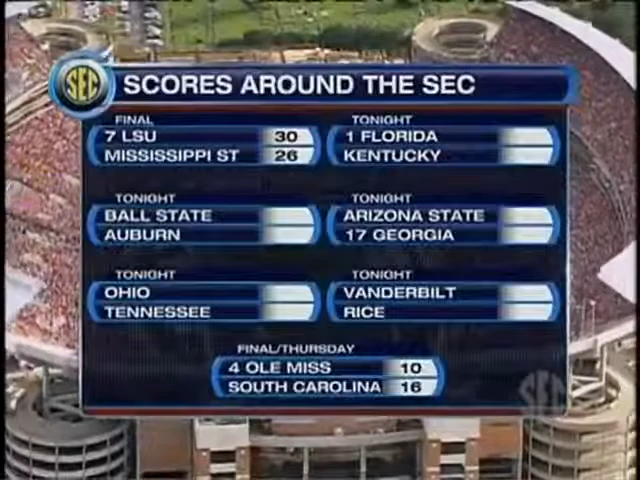 SEC SCORES AROUND THE SEC
FINAL
7 LSU 30
MISSISSIPPI ST 26
TONIGHT
1 FLORIDA
KENTUCKY
TONIGHT
BALL STATE
AUBURN
TONIGHT
ARIZONA STATE
17 GEORGIA
TONIGHT
OHIO
TENNESSEE
TONIGHT
VANDERBILT
RICE
FINAL/THURSDAY
4 OLE MISS 10
SOUTH CAROLINA 16
SEC